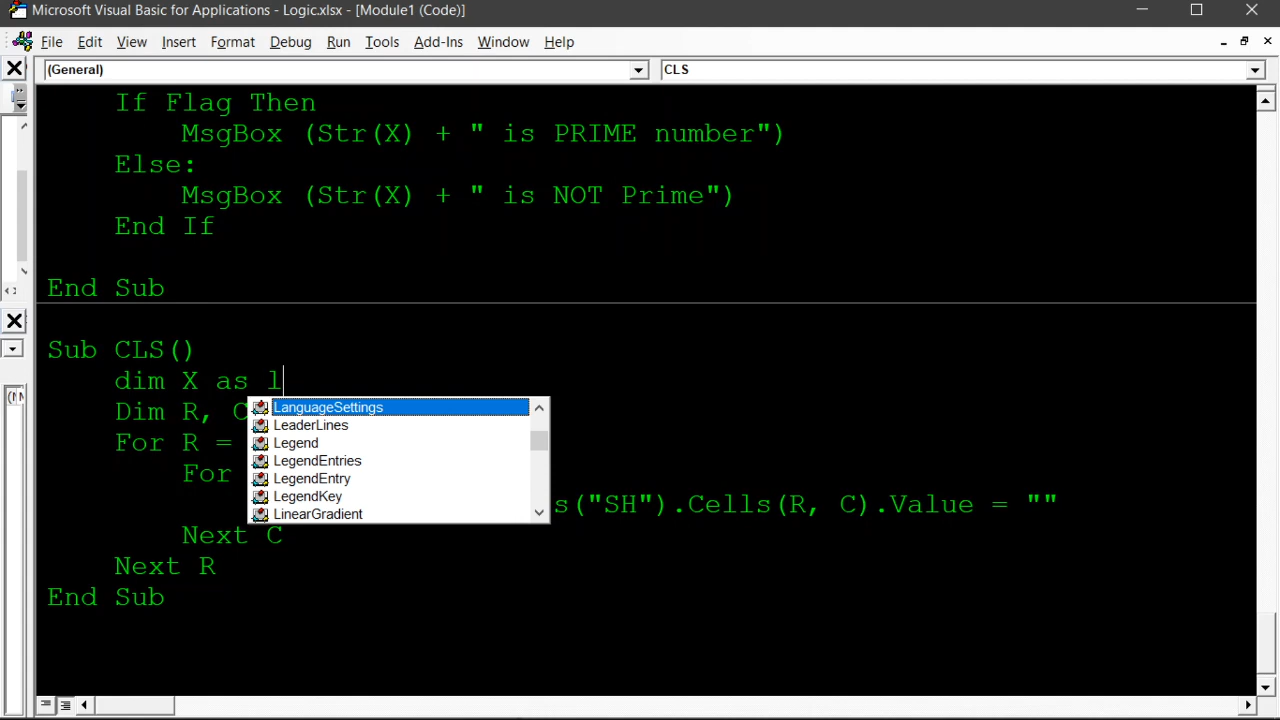 Microsoft Visual Basic for Applications - Logic.xlsx - [Module1 (Code)]
File Edit View Insert Format Debug Run Tools Add-Ins Window Help
(General) CLS
If Flag Then
MsgBox (Str(X) + " is PRIME number")
Else:
MsgBox (Str(X) + " is NOT Prime")
End If
End Sub
Sub CLS()
dim X as l
Dim R, C
For R =
For
s("SH").Cells(R, C).Value = ""
Next C
Next R
End Sub
LanguageSettings
LeaderLines
Legend
LegendEntries
LegendEntry
LegendKey
LinearGradient